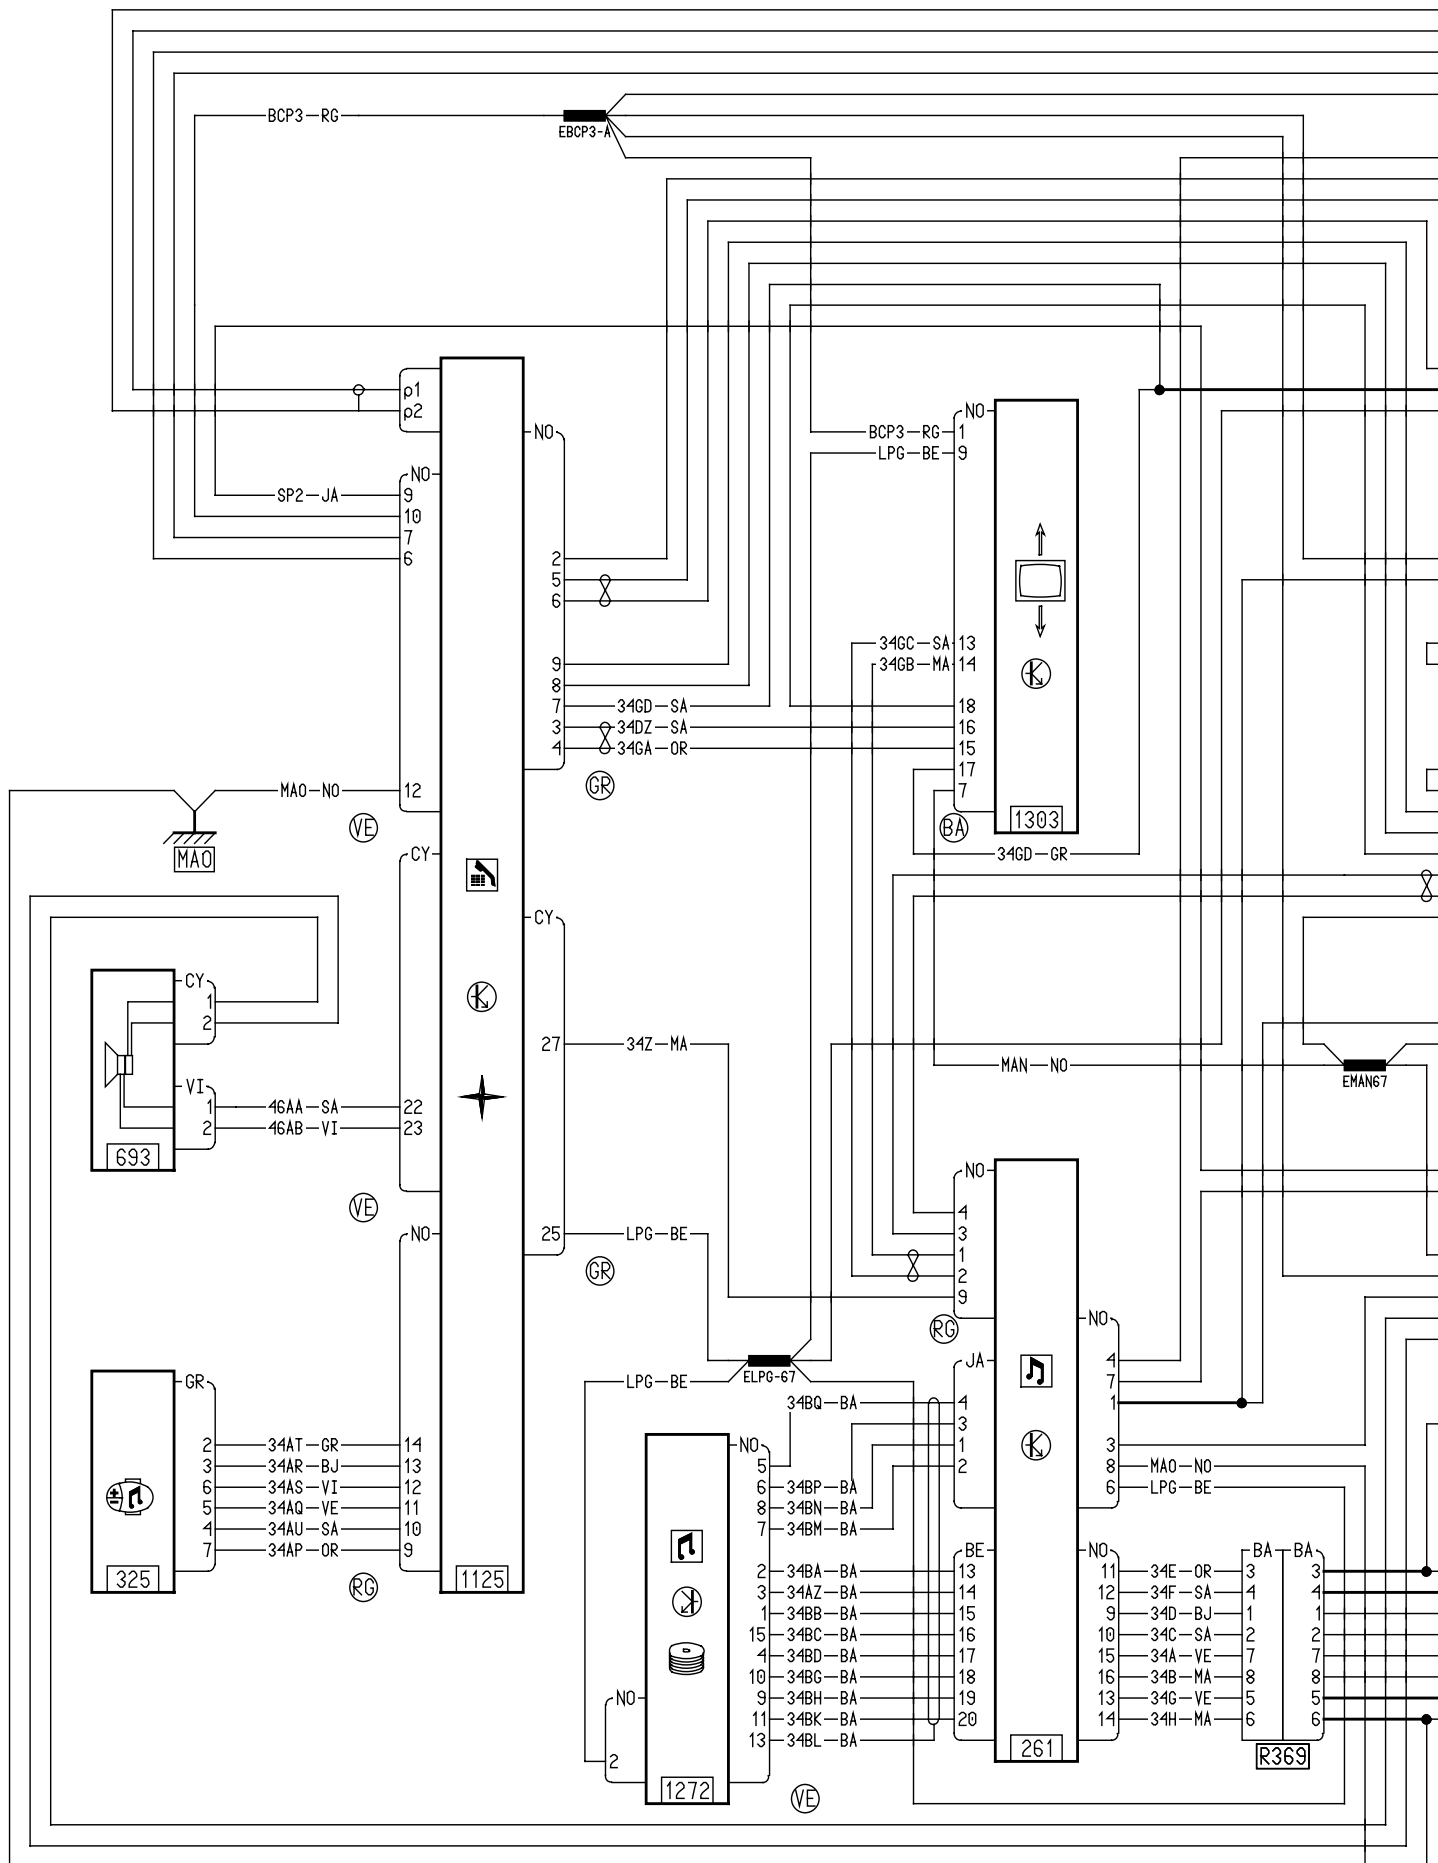 BCP3 RG
EBCP3-A
p1
p2
NO
NO
BCP3 RG 1
LPG BE 9
NO
SP2 JA 9
10
7
6
2
5
6
34GC SA 13
34GB MA 14
9
8
7 34GD SA
18
3 34DZ SA 16
4 34GA OR 15
17
MAO NO 12
7
GR
1303
VE
BA
MAO
CY
34GD GR
CY
CY
1
2
27 34Z MA
MAN NO
EMAN67
VI
1 46AA SA 22
2 46AB VI 23
693
NO
VE
4
3
NO
25 LPG BE
1
2
GR
9
RG
NO
ELPG-67
JA
4
GR
LPG BE
7
34BQ BA 4
1
3
NO
2 34AT GR 14
1
3
3 34AR BJ 13
5
2
8 MAO NO
6 34AS VI 12
6 34BP BA
6 LPG BE
5 34AQ VE 11
8 34BN BA
4 34AU SA 10
7 34BM BA
7 34AP OR 9
BE
NO
BA BA
2 34BA BA 13
11 34E OR 3 3
325
1125
RG
3 34AZ BA 14
12 34F SA 4 4
1 34BB BA 15
9 34D BJ 1 1
15 34BC BA 16
10 34C SA 2 2
4 34BD BA 17
15 34A VE 7 7
10 34BG BA 18
16 34B MA 8 8
NO
9 34BH BA 19
13 34G VE 5 5
11 34BK BA 20
14 34H MA 6 6
13 34BL BA
2
261
R369
1272
VE